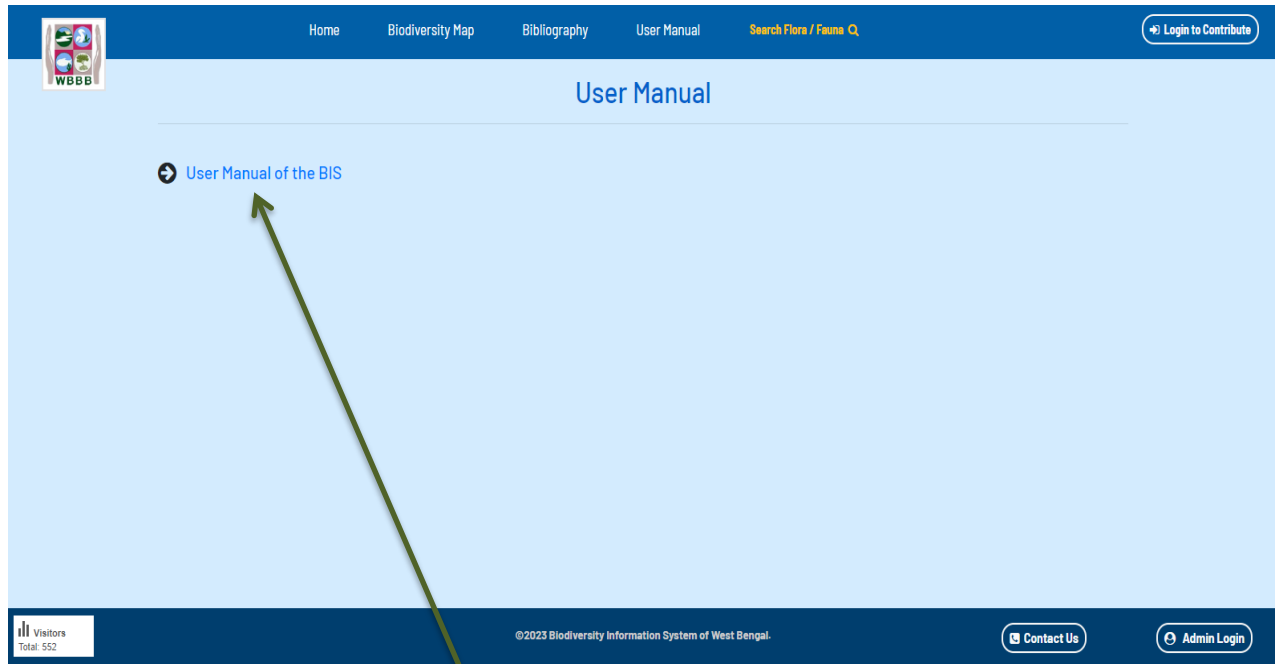 WBBB
Home Biodiversity Map Bibliography User Manual Search Flora / Fauna Login to Contribute
User Manual
User Manual of the BIS
Visitors
Total: 552
©2023 Biodiversity Information System of West Bengal.
Contact Us
Admin Login